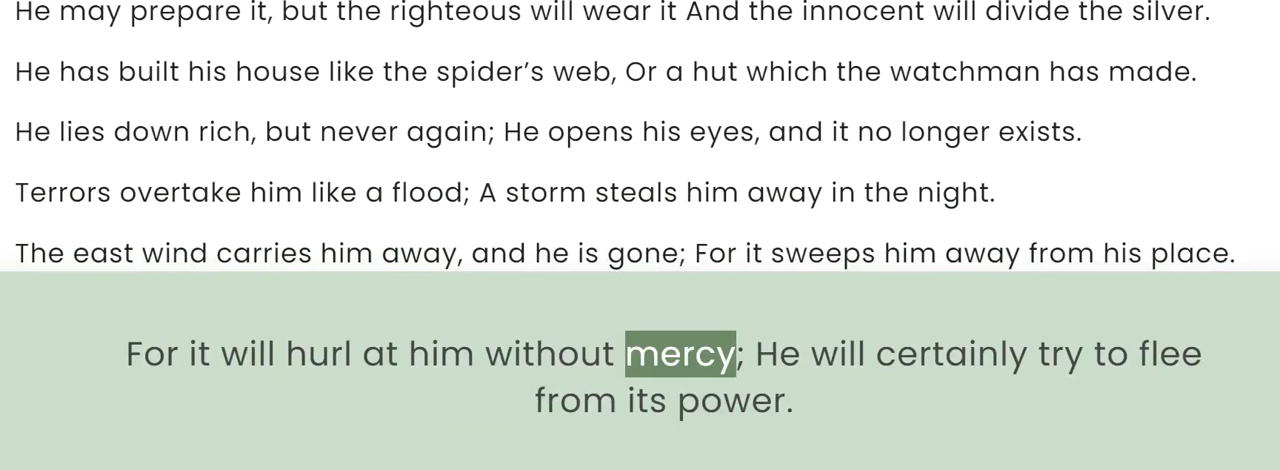 He may prepare it, but the righteous will wear it And the innocent will divide the silver.
He has built his house like the spider’s web, Or a hut which the watchman has made.
He lies down rich, but never again; He opens his eyes, and it no longer exists.
Terrors overtake him like a flood; A storm steals him away in the night.
The east wind carries him away, and he is gone; For it sweeps him away from his place.
For it will hurl at him without mercy; He will certainly try to flee
from its power.